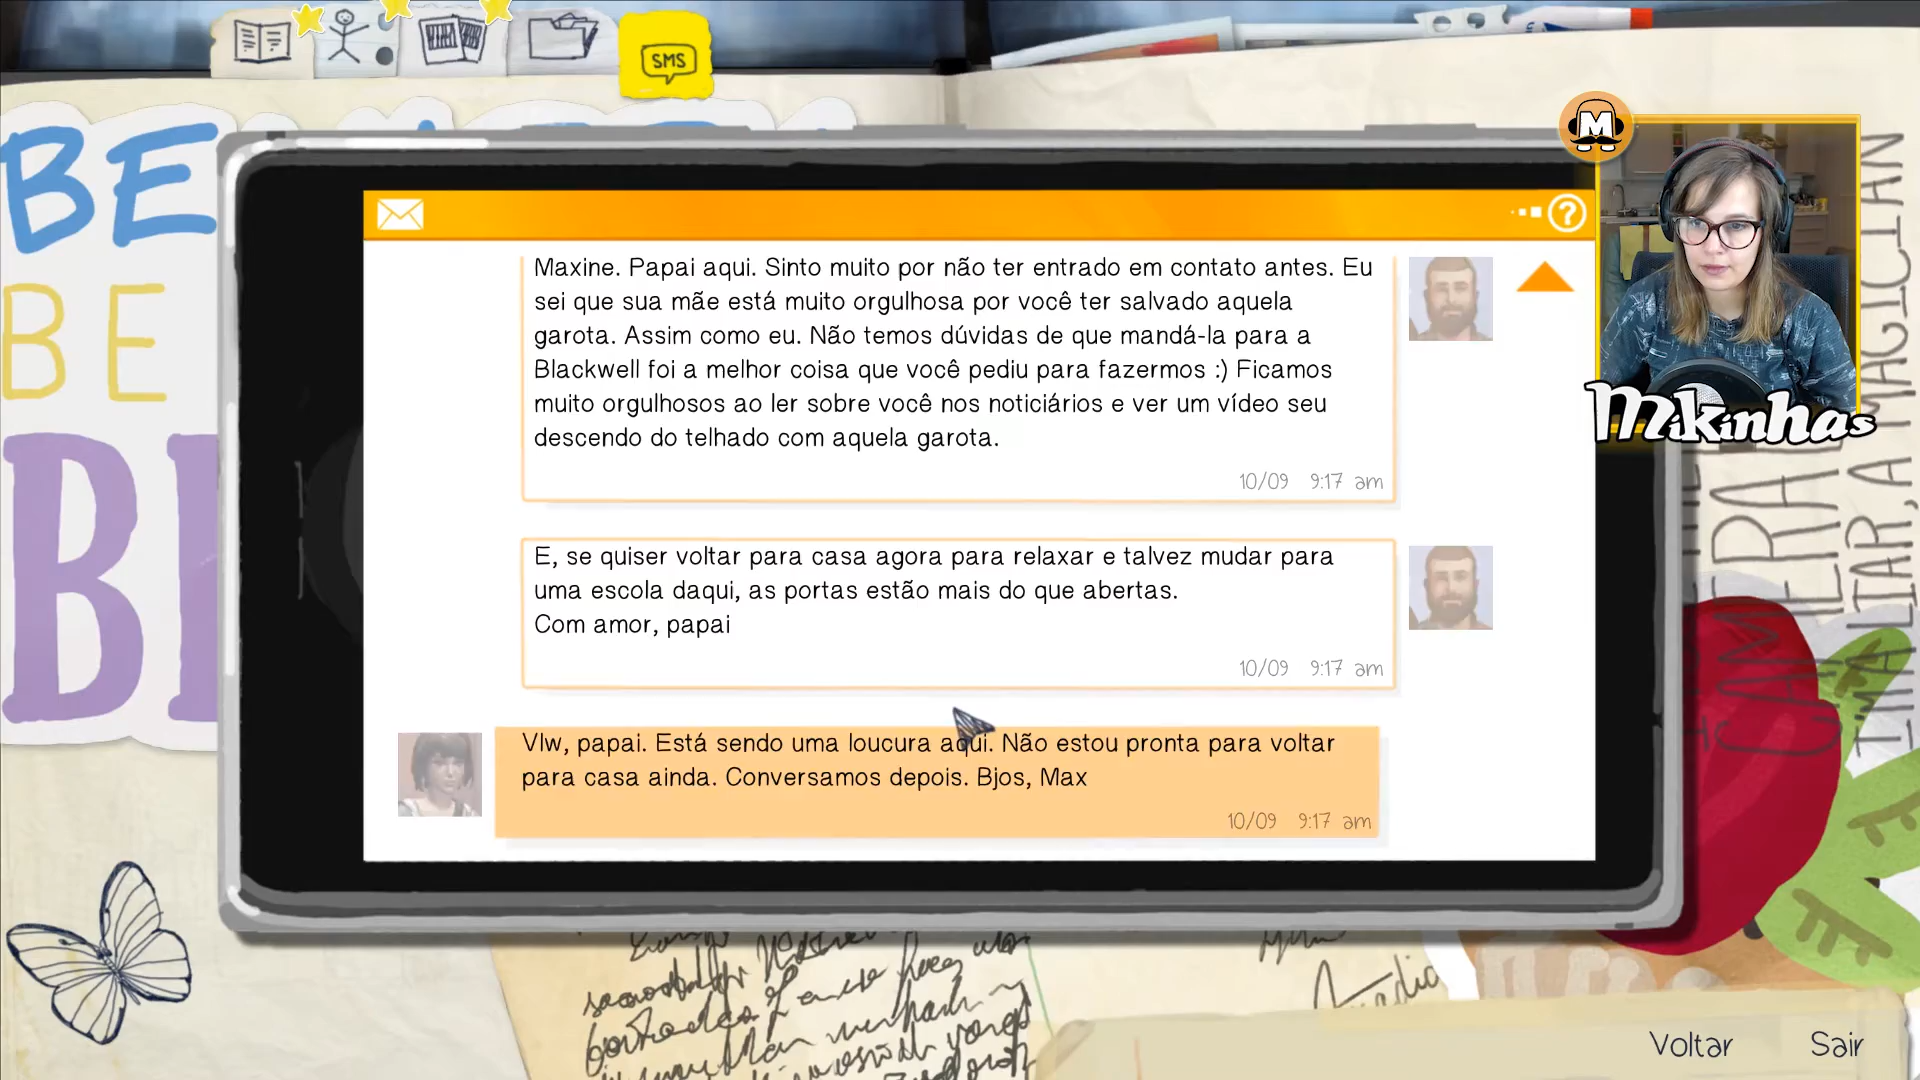 SMS
BE
BE
Maxine. Papai aqui. Sinto muito por não ter entrado em contato antes. Eu
sei que sua mãe está muito orgulhosa por você ter salvado aquela
garota. Assim como eu. Não temos dúvidas de que mandá-la para a
Blackwell foi a melhor coisa que você pediu para fazermos :) Ficamos
muito orgulhosos ao ler sobre você nos noticiários e ver um vídeo seu
descendo do telhado com aquela garota.
10/09 9:17 am
E, se quiser voltar para casa agora para relaxar e talvez mudar para
uma escola daqui, as portas estão mais do que abertas.
Com amor, papai
10/09 9:17 am
Vlw, papai. Está sendo uma loucura aqui. Não estou pronta para voltar
para casa ainda. Conversamos depois. Bjos, Max
10/09 9:17 am
M
Mikinhas
CAMERA
A MAGICIAN
Voltar
Sair